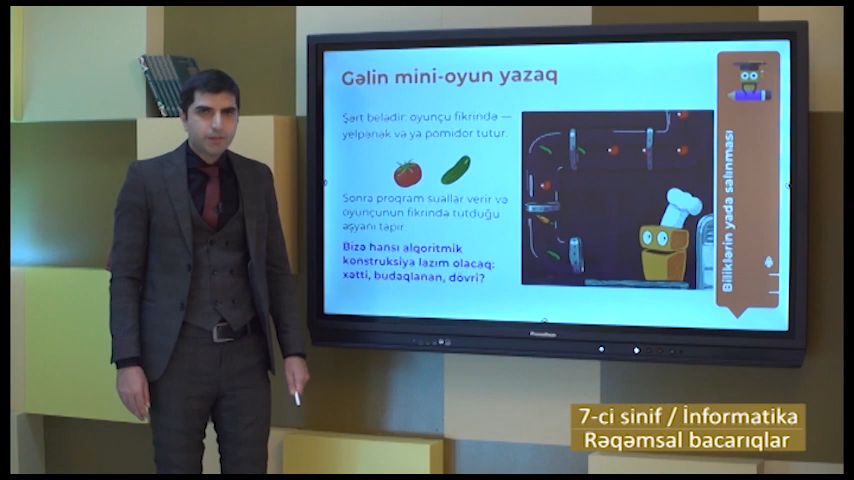 Gəlin mini-oyun yazaq
Şərt belədir: oyunçu fikrində —
yelpənək və ya pomidor tutur.
Sonra proqram suallar verir və
oyunçunun fikrində tutduğu
əşyanı tapır.
Bizə hansı alqoritmik
konstruksiya lazım olacaq:
xətti, budaqlanan, dövri?
Biliklərin yada salınması
Promethean
7-ci sinif / İnformatika
Rəqəmsal bacarıqlar